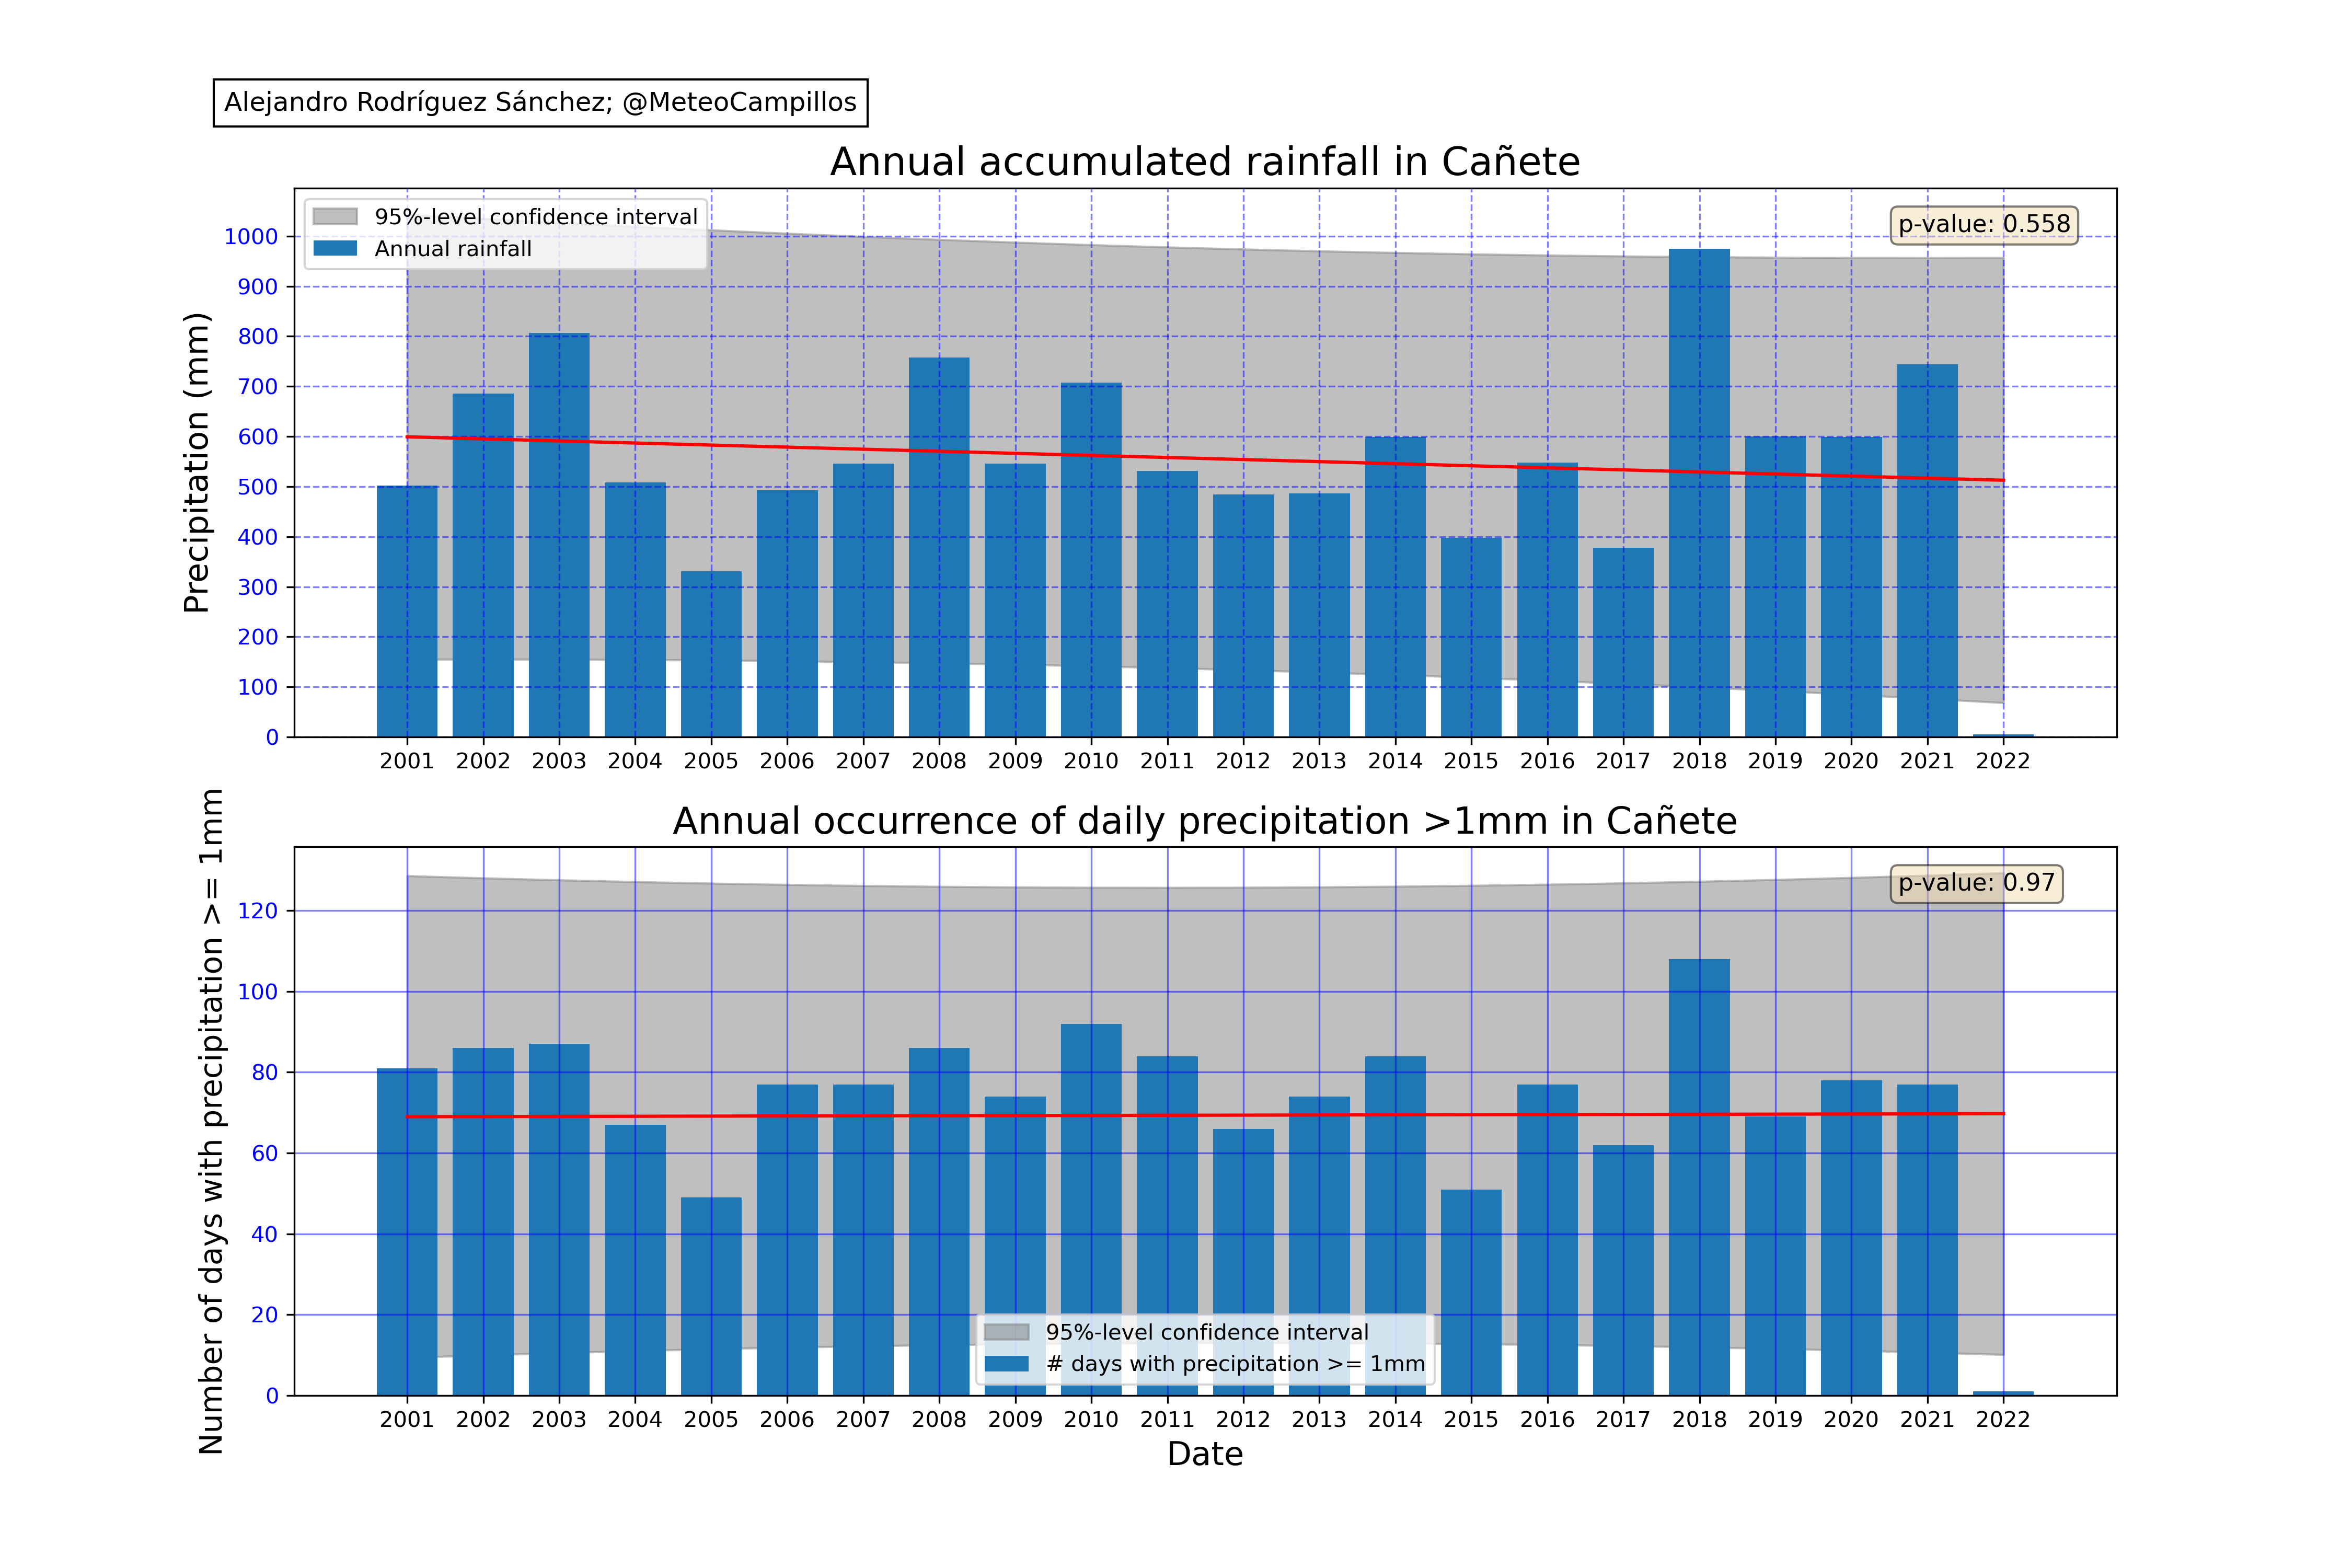 Alejandro Rodríguez Sánchez; @MeteoCampillos
Annual accumulated rainfall in Cañete
95%-level confidence interval
Annual rainfall
p-value: 0.558
Precipitation (mm)
1000
900
800
700
600
500
400
300
200
100
0
2001 2002 2003 2004 2005 2006 2007 2008 2009 2010 2011 2012 2013 2014 2015 2016 2017 2018 2019 2020 2021 2022
Annual occurrence of daily precipitation >1mm in Cañete
p-value: 0.97
Number of days with precipitation >= 1mm
120
100
80
60
40
20
0
95%-level confidence interval
# days with precipitation >= 1mm
2001 2002 2003 2004 2005 2006 2007 2008 2009 2010 2011 2012 2013 2014 2015 2016 2017 2018 2019 2020 2021 2022
Date